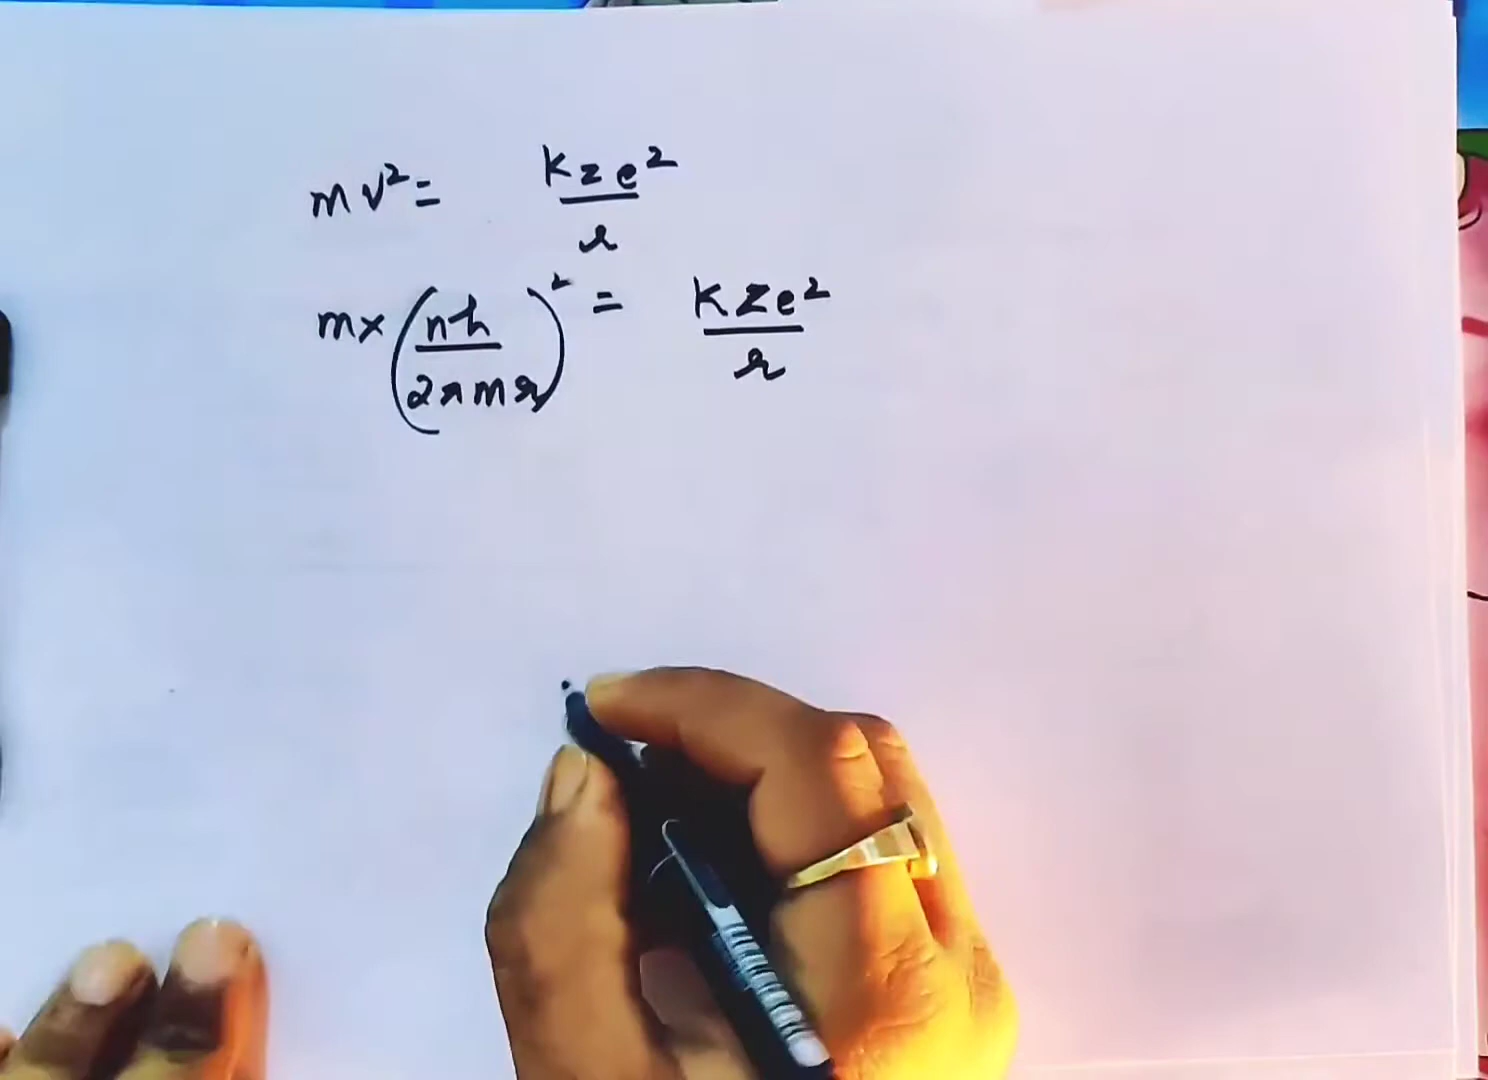 mv² = kze²/r
m×(nh/2πmr)² = kze²/r